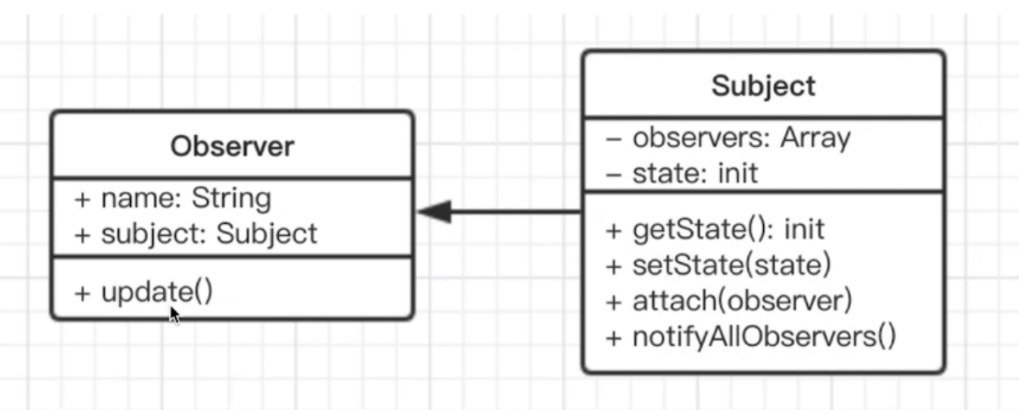 Observer
+ name: String
+ subject: Subject
+ update()
Subject
– observers: Array
– state: init
+ getState(): init
+ setState(state)
+ attach(observer)
+ notifyAllObservers()